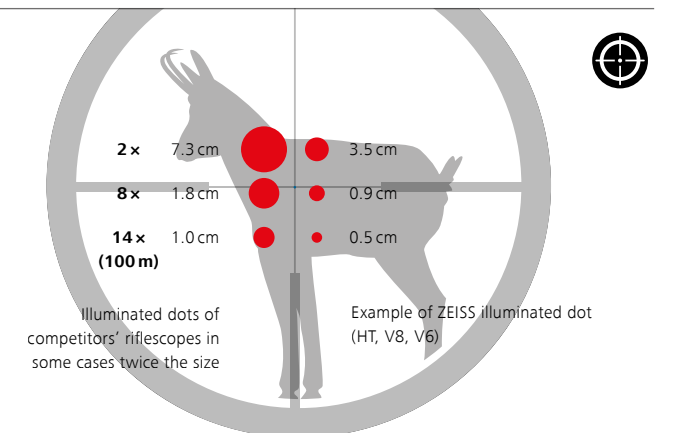 2× 7.3 cm 3.5 cm
8× 1.8 cm 0.9 cm
14× 1.0 cm 0.5 cm
(100 m)
Illuminated dots of
competitors’ riflescopes in
some cases twice the size
Example of ZEISS illuminated dot
(HT, V8, V6)